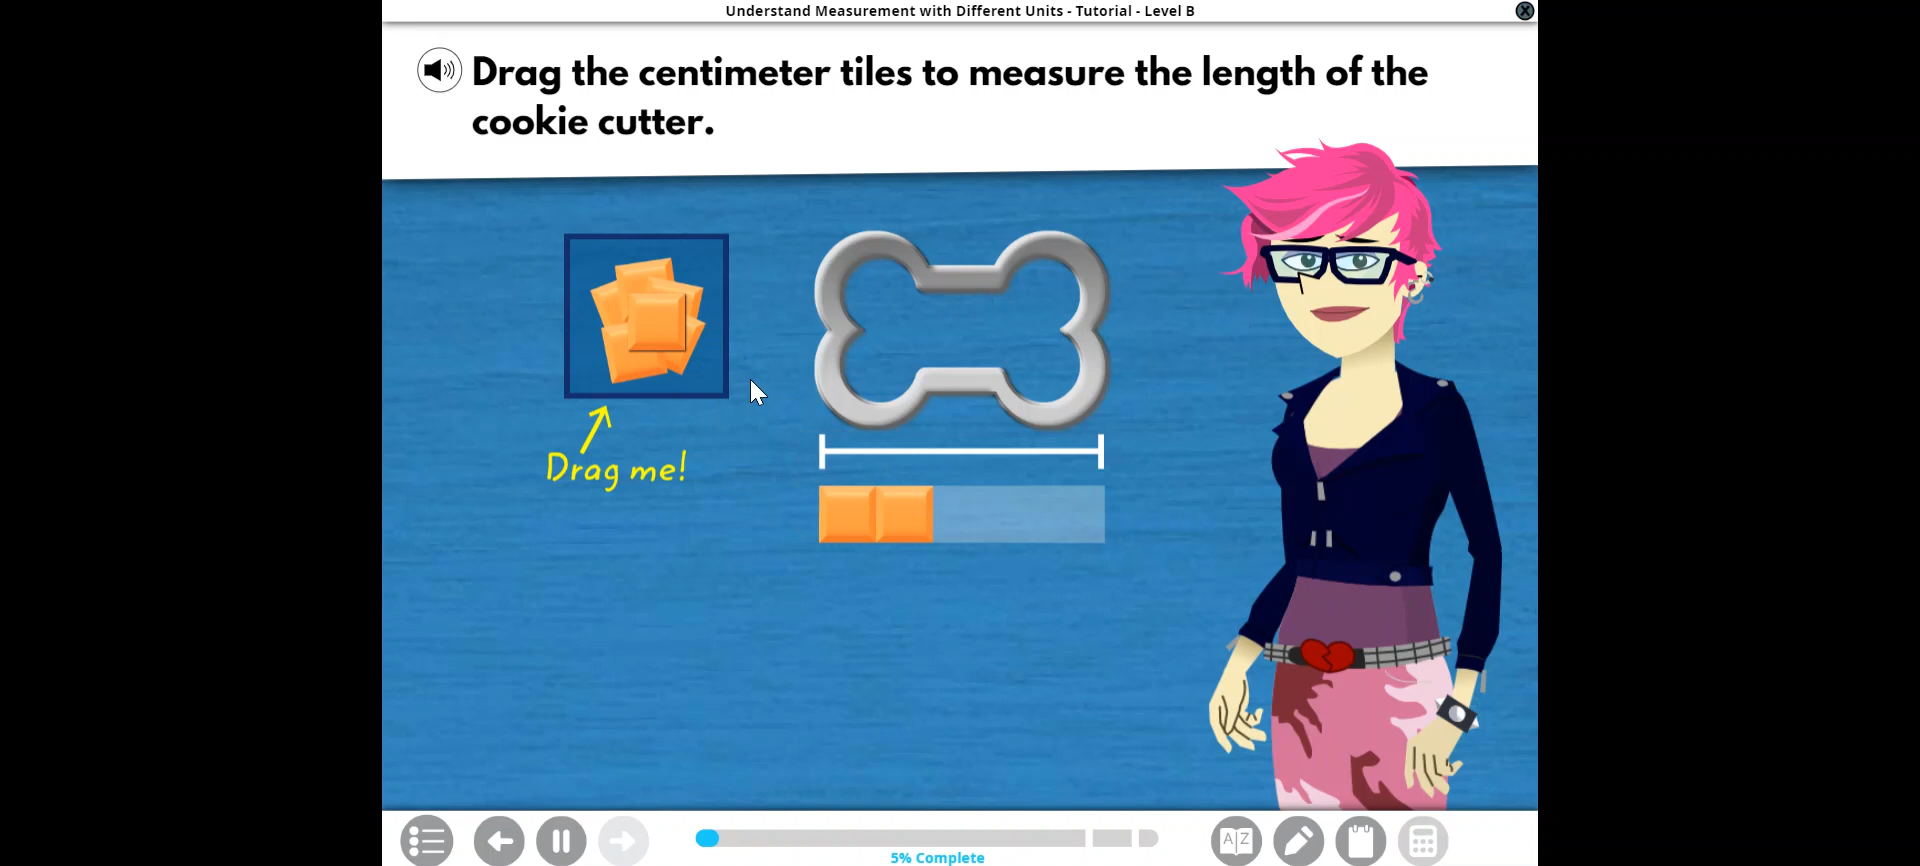 Understand Measurement with Different Units - Tutorial - Level B
Drag the centimeter tiles to measure the length of the
cookie cutter.
Drag me!
5% Complete
A|Z